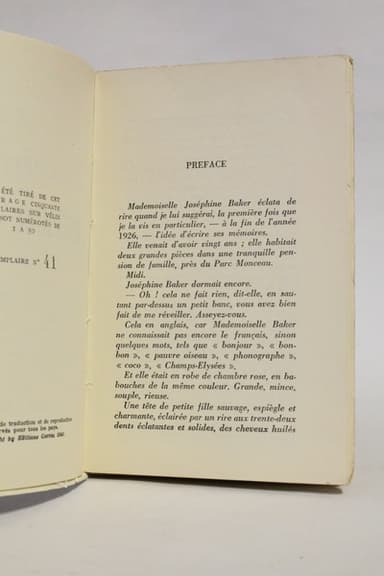 ÉTÉ TIRÉ DE CET
RAGE CINQUANTE
LAIRES SUR VÉLIN
NUMÉROTÉS DE
1 A 50
MPLAIRE N° 41
de traduction et de reproduction
pour tous les pays.
by Editions Corrêa
PREFACE
Mademoiselle Joséphine Baker éclata de
rire quand je lui suggérai, la première fois que
je la vis en particulier, — à la fin de l'année
1926, — l'idée d'écrire ses mémoires.
Elle venait d'avoir vingt ans ; elle habitait
deux grandes pièces dans une tranquille pen-
sion de famille, près du Parc Monceau.
Midi.
Joséphine Baker dormait encore.
— Oh ! cela ne fait rien, dit-elle, en sau-
tant par-dessus un petit banc, vous avez bien
fait de me réveiller. Asseyez-vous.
Cela en anglais, car Mademoiselle Baker
ne connaissait pas encore le français, sinon
quelques mots, tels que « bonjour », « bon-
bon », « pauvre oiseau », « phonographe »,
« coco », « Champs-Elysées ».
Et elle était en robe de chambre rose, en ba-
bouches de la même couleur. Grande, mince,
souple, rieuse.
Une tête de petite fille sauvage, espiègle et
charmante, éclairée par un rire aux trente-deux
dents éclatantes et solides, des cheveux huilés